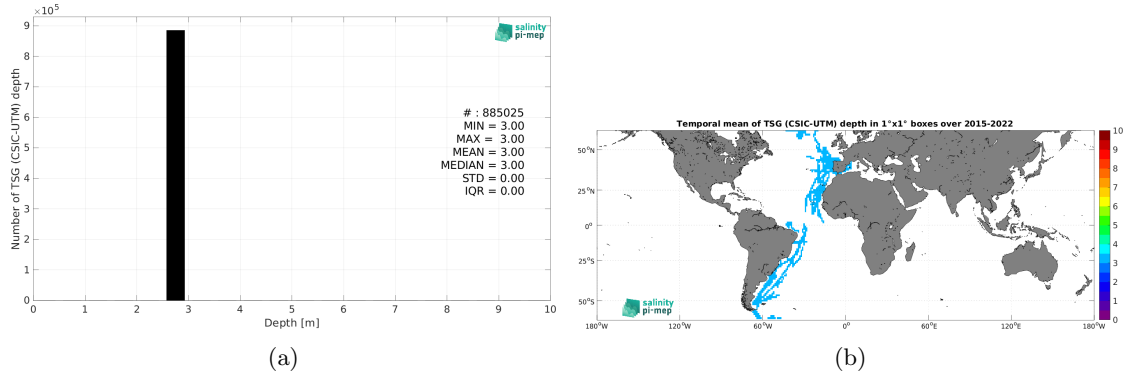 ×10⁵
9
8
7
6
5
4
3
2
1
0
Number of TSG (CSIC-UTM) depth
salinity
pi-mep
# : 885025
MIN = 3.00
MAX = 3.00
MEAN = 3.00
MEDIAN = 3.00
STD = 0.00
IQR = 0.00
0 1 2 3 4 5 6 7 8 9 10
Depth [m]
(a)
Temporal mean of TSG (CSIC-UTM) depth in 1°x1° boxes over 2015-2022
50°N
25°N
0°
25°S
50°S
salinity
pi-mep
180°W 120°W 60°W 0° 60°E 120°E 180°W
10
9
8
7
6
5
4
3
2
1
0
(b)